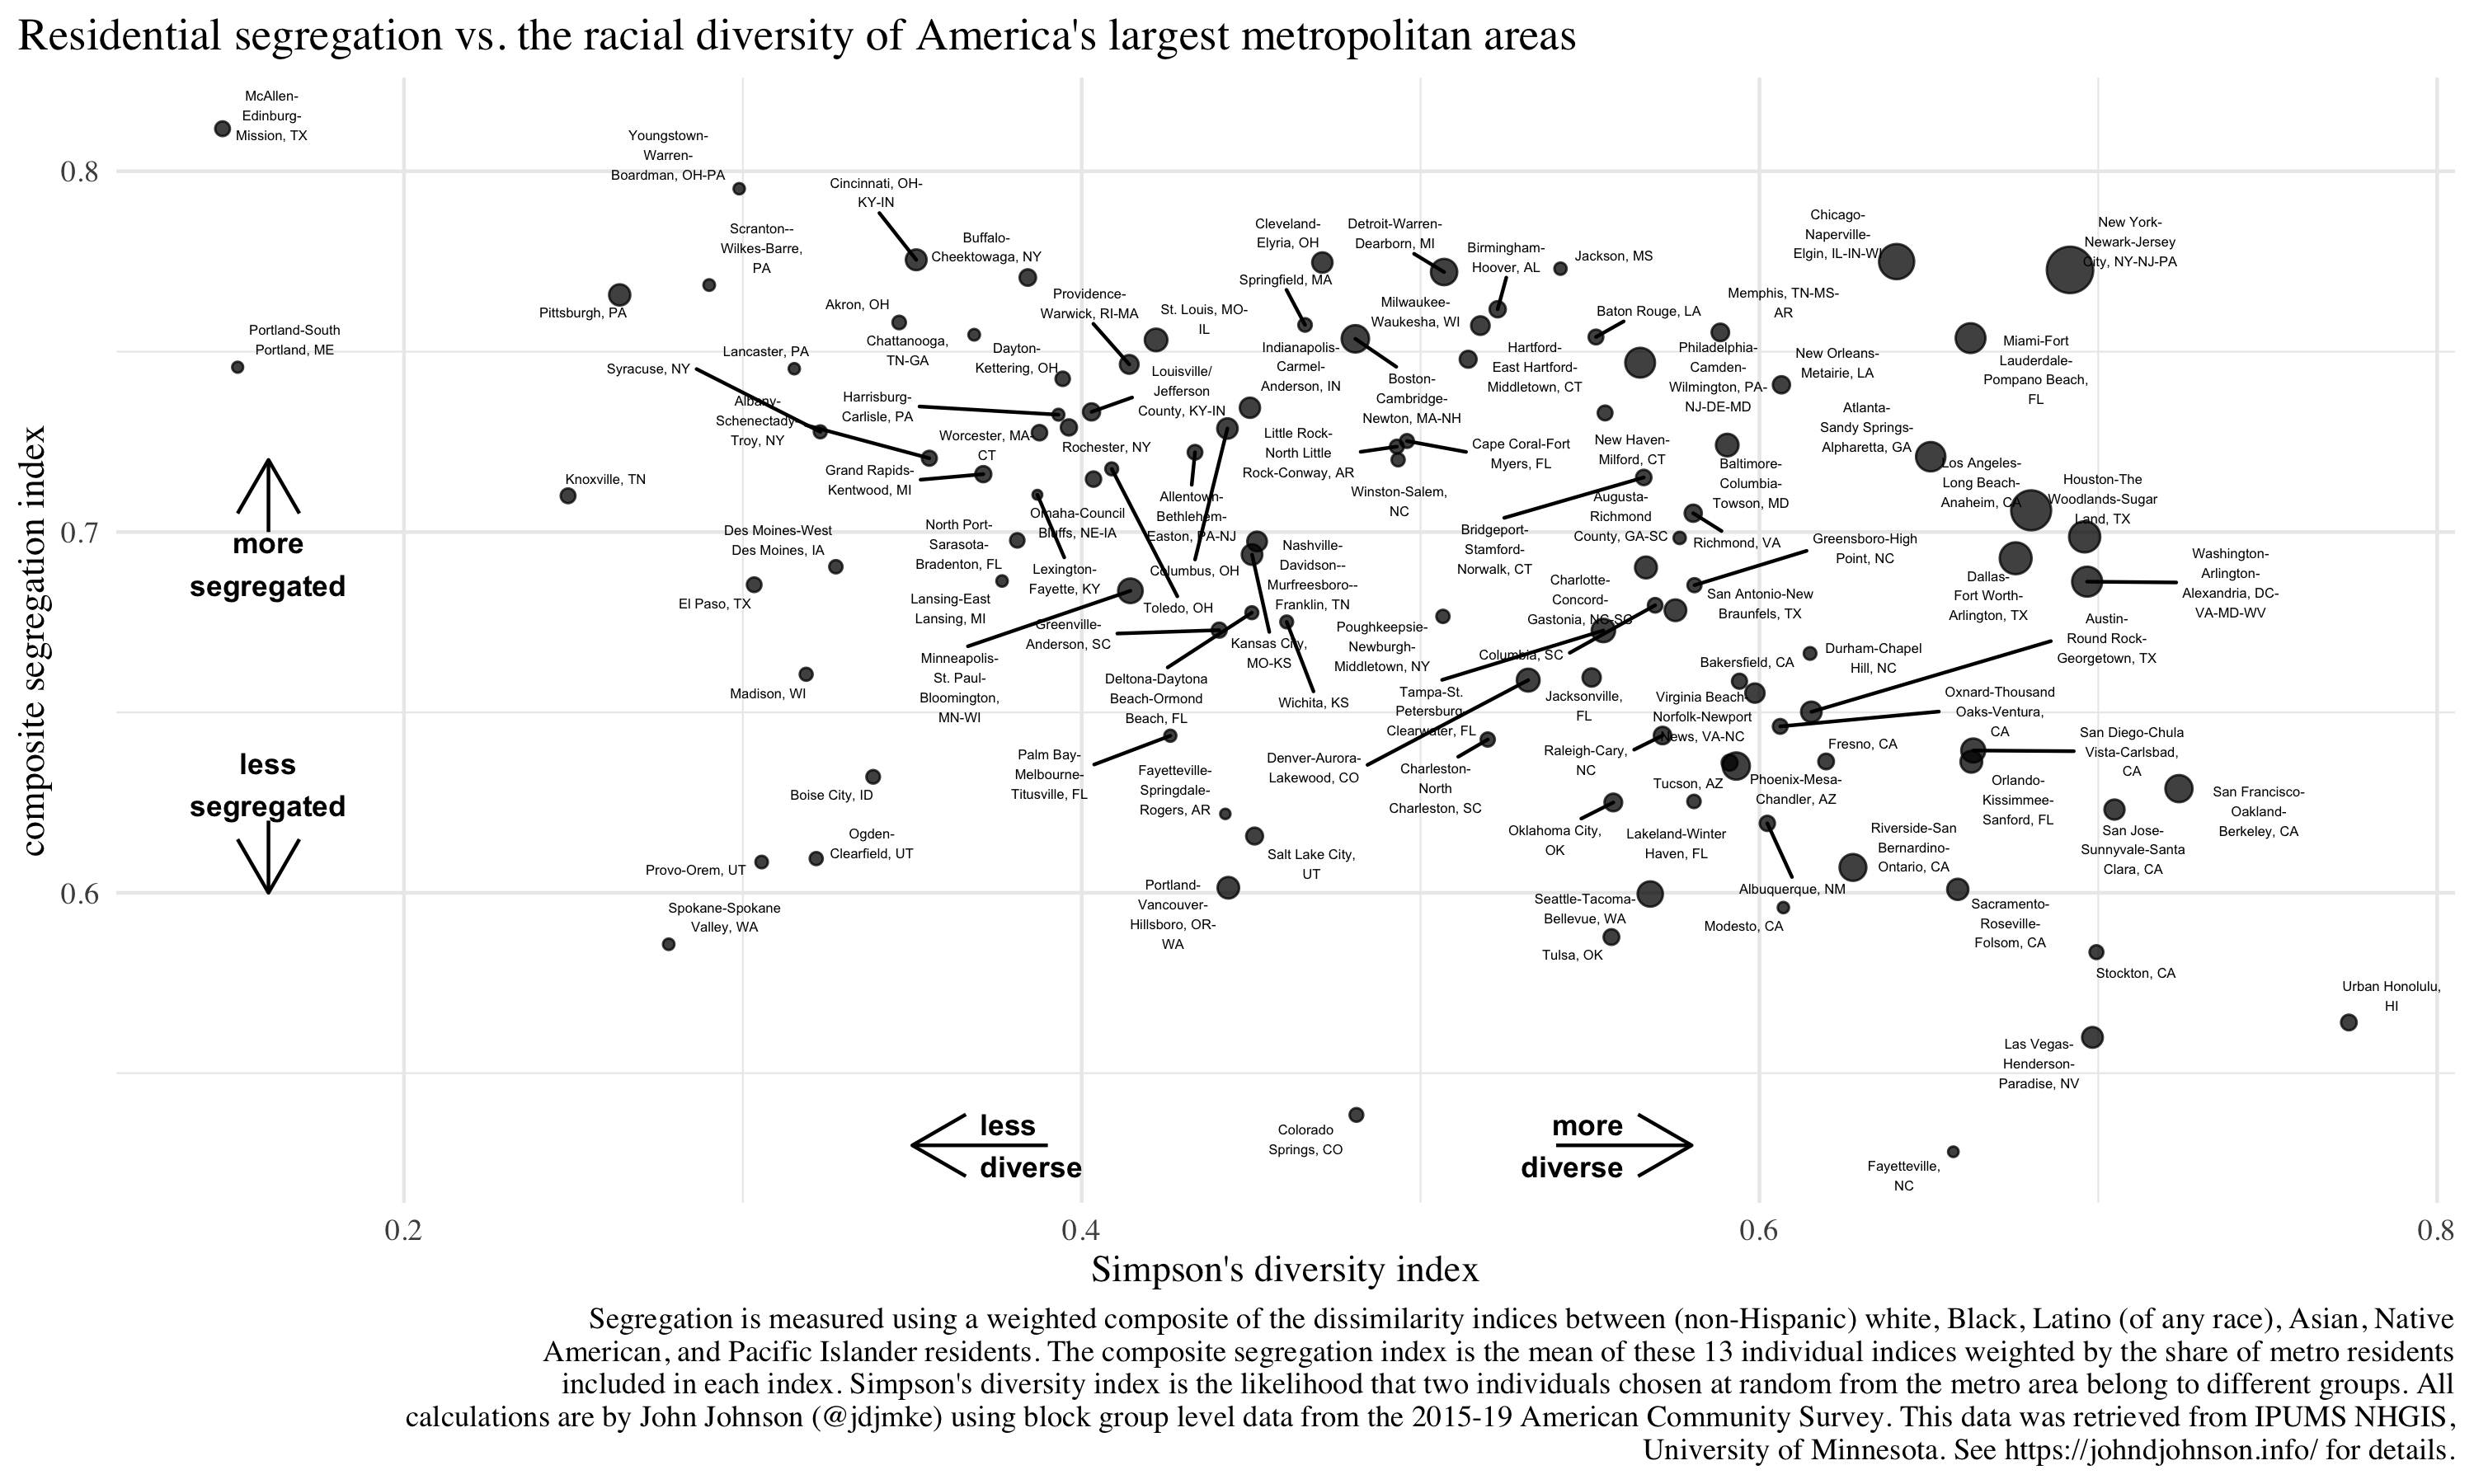 Residential segregation vs. the racial diversity of America's largest metropolitan areas
composite segregation index
0.8
0.7
0.6
McAllen-
Edinburg-
Mission, TX
Youngstown-
Warren-
Boardman, OH-PA
Cincinnati, OH-
KY-IN
Scranton--
Wilkes-Barre,
PA
Buffalo-
Cheektowaga, NY
Cleveland-
Elyria, OH
Detroit-Warren-
Dearborn, MI
Birmingham-
Hoover, AL
Jackson, MS
Chicago-
Naperville-
Elgin, IL-IN-WI
New York-
Newark-Jersey
City, NY-NJ-PA
Pittsburgh, PA
Akron, OH
Providence-
Warwick, RI-MA
Springfield, MA
St. Louis, MO-
IL
Milwaukee-
Waukesha, WI
Baton Rouge, LA
Memphis, TN-MS-
AR
Portland-South
Portland, ME
Syracuse, NY
Lancaster, PA
Chattanooga,
TN-GA
Dayton-
Kettering, OH
Louisville/
Jefferson
County, KY-IN
Indianapolis-
Carmel-
Anderson, IN
Boston-
Cambridge-
Newton, MA-NH
Hartford-
East Hartford-
Middletown, CT
Philadelphia-
Camden-
Wilmington, PA-
NJ-DE-MD
New Orleans-
Metairie, LA
Miami-Fort
Lauderdale-
Pompano Beach,
FL
Albany-
Schenectady-
Troy, NY
Harrisburg-
Carlisle, PA
Worcester, MA-
CT
Rochester, NY
Little Rock-
North Little
Rock-Conway, AR
Cape Coral-Fort
Myers, FL
New Haven-
Milford, CT
Baltimore-
Columbia-
Towson, MD
Atlanta-
Sandy Springs-
Alpharetta, GA
Los Angeles-
Long Beach-
Anaheim, CA
Houston-The
Woodlands-Sugar
Land, TX
Knoxville, TN
Grand Rapids-
Kentwood, MI
Omaha-Council
Bluffs, NE-IA
Allentown-
Bethlehem-
Easton, PA-NJ
Winston-Salem,
NC
Bridgeport-
Stamford-
Norwalk, CT
Augusta-
Richmond
County, GA-SC
Richmond, VA
Greensboro-High
Point, NC
more
segregated
Des Moines-West
Des Moines, IA
North Port-
Sarasota-
Bradenton, FL
Lexington-
Fayette, KY
Columbus, OH
Nashville-
Davidson--
Murfreesboro--
Franklin, TN
Charlotte-
Concord-
Gastonia, NC-SC
San Antonio-New
Braunfels, TX
Dallas-
Fort Worth-
Arlington, TX
Washington-
Arlington-
Alexandria, DC-
VA-MD-WV
El Paso, TX
Lansing-East
Lansing, MI
Toledo, OH
Greenville-
Anderson, SC
Kansas City,
MO-KS
Poughkeepsie-
Newburgh-
Middletown, NY
Columbia, SC
Bakersfield, CA
Durham-Chapel
Hill, NC
Austin-
Round Rock-
Georgetown, TX
Madison, WI
Minneapolis-
St. Paul-
Bloomington,
MN-WI
Deltona-Daytona
Beach-Ormond
Beach, FL
Wichita, KS
Tampa-St.
Petersburg-
Clearwater, FL
Jacksonville,
FL
Virginia Beach-
Norfolk-Newport
News, VA-NC
Oxnard-Thousand
Oaks-Ventura,
CA
less
segregated
Palm Bay-
Melbourne-
Titusville, FL
Denver-Aurora-
Lakewood, CO
Charleston-
North
Charleston, SC
Raleigh-Cary,
NC
Fresno, CA
San Diego-Chula
Vista-Carlsbad,
CA
Boise City, ID
Fayetteville-
Springdale-
Rogers, AR
Tucson, AZ
Phoenix-Mesa-
Chandler, AZ
Orlando-
Kissimmee-
Sanford, FL
San Francisco-
Oakland-
Berkeley, CA
Provo-Orem, UT
Ogden-
Clearfield, UT
Salt Lake City,
UT
Oklahoma City,
OK
Lakeland-Winter
Haven, FL
Albuquerque, NM
Riverside-San
Bernardino-
Ontario, CA
San Jose-
Sunnyvale-Santa
Clara, CA
Spokane-Spokane
Valley, WA
Portland-
Vancouver-
Hillsboro, OR-
WA
Seattle-Tacoma-
Bellevue, WA
Tulsa, OK
Modesto, CA
Sacramento-
Roseville-
Folsom, CA
Stockton, CA
Urban Honolulu,
HI
Las Vegas-
Henderson-
Paradise, NV
Colorado
Springs, CO
Fayetteville,
NC
less
diverse
more
diverse
0.2
0.4
0.6
0.8
Simpson's diversity index
Segregation is measured using a weighted composite of the dissimilarity indices between (non-Hispanic) white, Black, Latino (of any race), Asian, Native
American, and Pacific Islander residents. The composite segregation index is the mean of these 13 individual indices weighted by the share of metro residents
included in each index. Simpson's diversity index is the likelihood that two individuals chosen at random from the metro area belong to different groups. All
calculations are by John Johnson (@jdjmke) using block group level data from the 2015-19 American Community Survey. This data was retrieved from IPUMS NHGIS,
University of Minnesota. See https://johndjohnson.info/ for details.